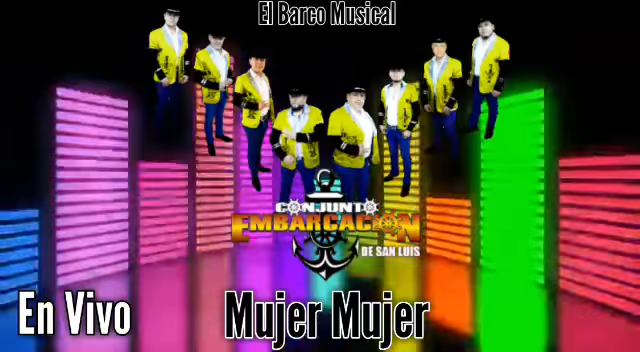 El Barco Musical
CONJUNTO
EMBARCACION
DE SAN LUIS
En Vivo
Mujer Mujer